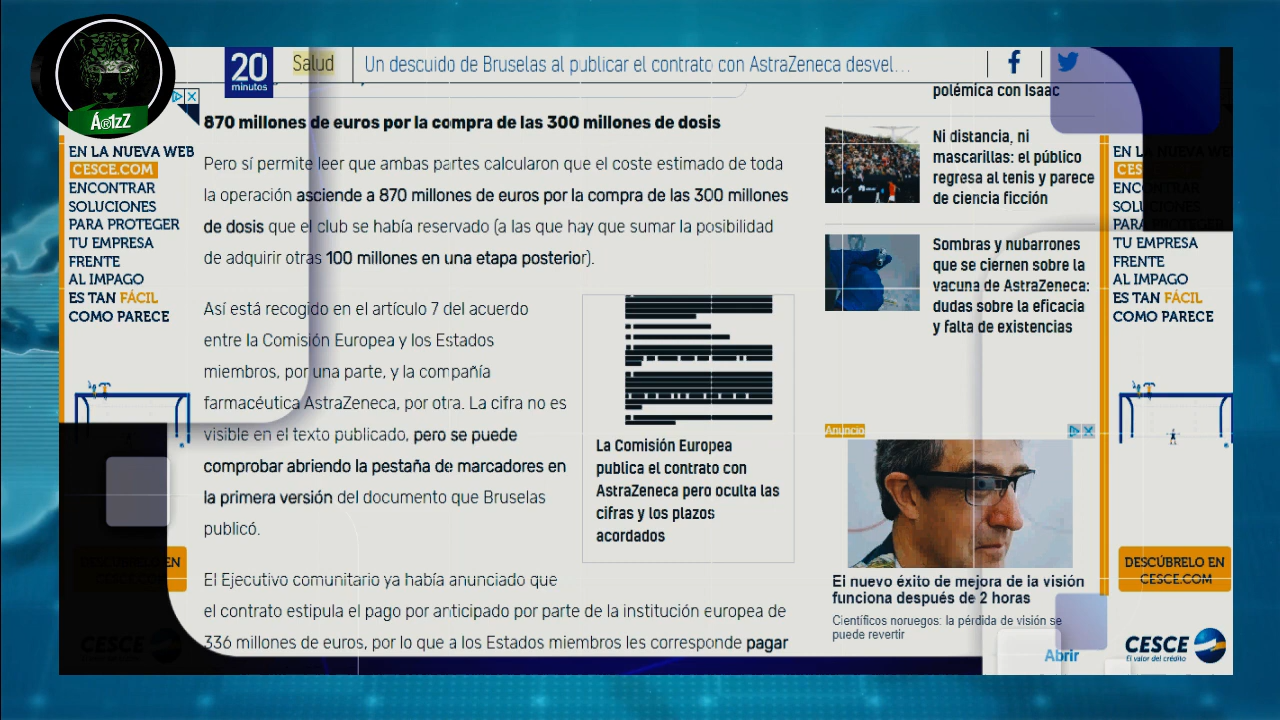 20
minutos
Salud
Un descuido de Bruselas al publicar el contrato con AstraZeneca desvel...
Á®1zZ
EN LA NUEVA WEB
CESCE.COM
ENCONTRAR
SOLUCIONES
PARA PROTEGER
TU EMPRESA
FRENTE
AL IMPAGO
ES TAN FÁCIL
COMO PARECE
DESCÚBRELO EN
CESCE.COM
CESCE
870 millones de euros por la compra de las 300 millones de dosis
Pero sí permite leer que ambas partes calcularon que el coste estimado de toda
la operación asciende a 870 millones de euros por la compra de las 300 millones
de dosis que el club se había reservado (a las que hay que sumar la posibilidad
de adquirir otras 100 millones en una etapa posterior).
Así está recogido en el artículo 7 del acuerdo
entre la Comisión Europea y los Estados
miembros, por una parte, y la compañía
farmacéutica AstraZeneca, por otra. La cifra no es
visible en el texto publicado, pero se puede
comprobar abriendo la pestaña de marcadores en
la primera versión del documento que Bruselas
publicó.
La Comisión Europea
publica el contrato con
AstraZeneca pero oculta las
cifras y los plazos
acordados
El Ejecutivo comunitario ya había anunciado que
el contrato estipula el pago por anticipado por parte de la institución europea de
336 millones de euros, por lo que a los Estados miembros les corresponde pagar
polémica con Isaac
Ni distancia, ni
mascarillas: el público
regresa al tenis y parece
de ciencia ficción
Sombras y nubarrones
que se ciernen sobre la
vacuna de AstraZeneca:
dudas sobre la eficacia
y falta de existencias
Anuncio
El nuevo éxito de mejora de la visión
funciona después de 2 horas
Científicos noruegos: la pérdida de visión se
puede revertir
Abrir
EN LA NUEVA WE
CES
ENCONTRAR
SOLUCIONES
PARA PROTEGER
TU EMPRESA
FRENTE
AL IMPAGO
ES TAN FÁCIL
COMO PARECE
DESCÚBRELO EN
CESCE.COM
CESCE
El valor del crédito